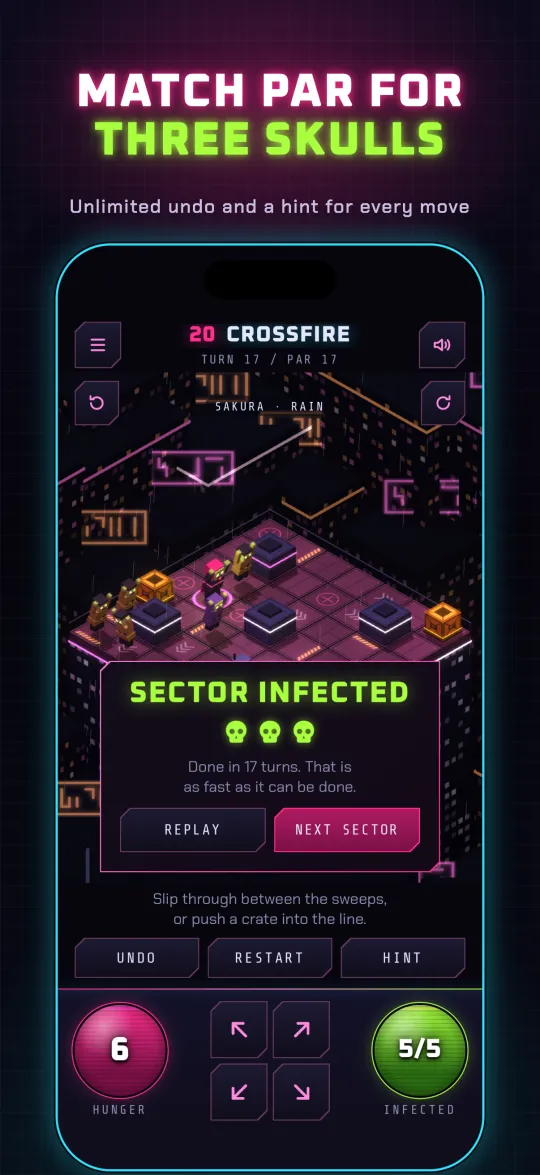 MATCH PAR FOR
THREE SKULLS
Unlimited undo and a hint for every move
20 CROSSFIRE
TURN 17 / PAR 17
SAKURA · RAIN
SECTOR INFECTED
Done in 17 turns. That is
as fast as it can be done.
REPLAY
NEXT SECTOR
Slip through between the sweeps,
or push a crate into the line.
UNDO
RESTART
HINT
6
5/5
HUNGER
INFECTED